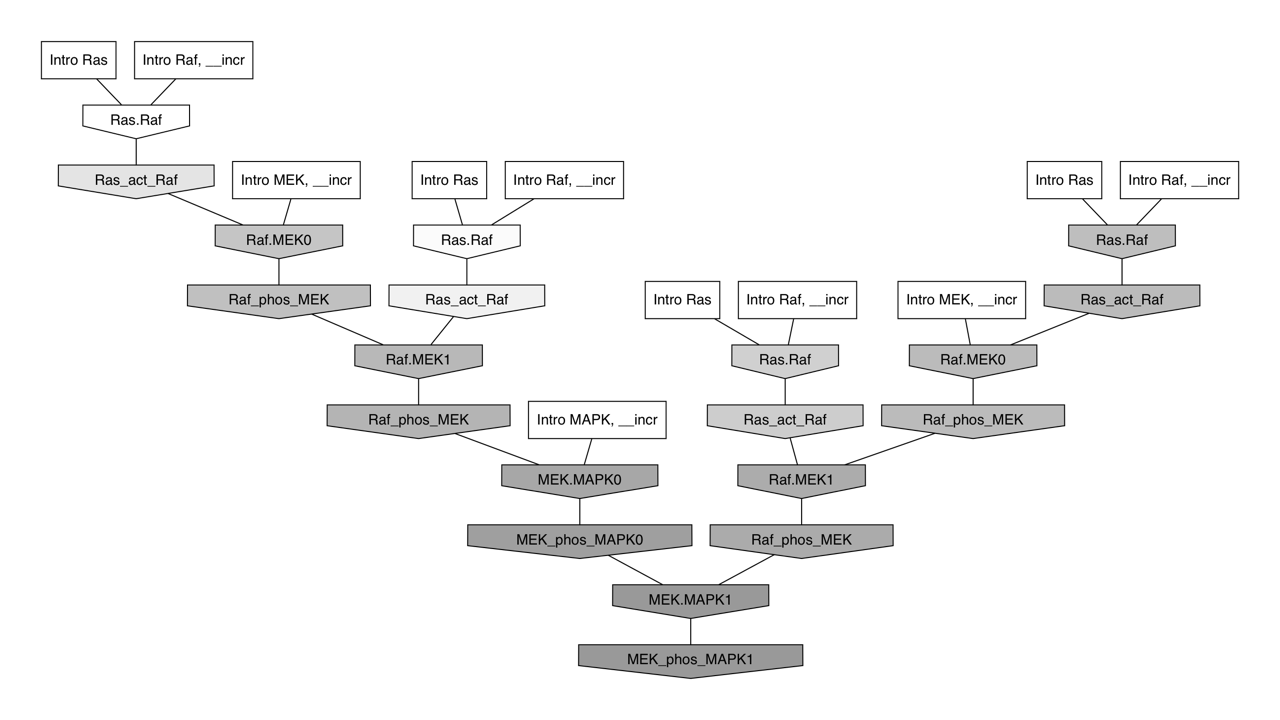 Intro Ras
Intro Raf, __incr
Ras.Raf
Ras_act_Raf
Intro MEK, __incr
Intro Ras
Intro Raf, __incr
Intro Ras
Intro Raf, __incr
Raf.MEK0
Ras.Raf
Ras.Raf
Raf_phos_MEK
Ras_act_Raf
Intro Ras
Intro Raf, __incr
Intro MEK, __incr
Ras_act_Raf
Raf.MEK1
Ras.Raf
Raf.MEK0
Raf_phos_MEK
Intro MAPK, __incr
Ras_act_Raf
Raf_phos_MEK
MEK.MAPK0
Raf.MEK1
MEK_phos_MAPK0
Raf_phos_MEK
MEK.MAPK1
MEK_phos_MAPK1